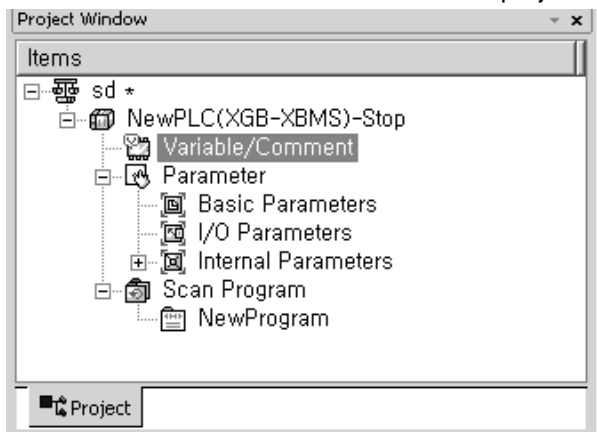 Project Window
Items
sd *
NewPLC(XGB-XBMS)-Stop
Variable/Comment
Parameter
Basic Parameters
I/O Parameters
Internal Parameters
Scan Program
NewProgram
Project